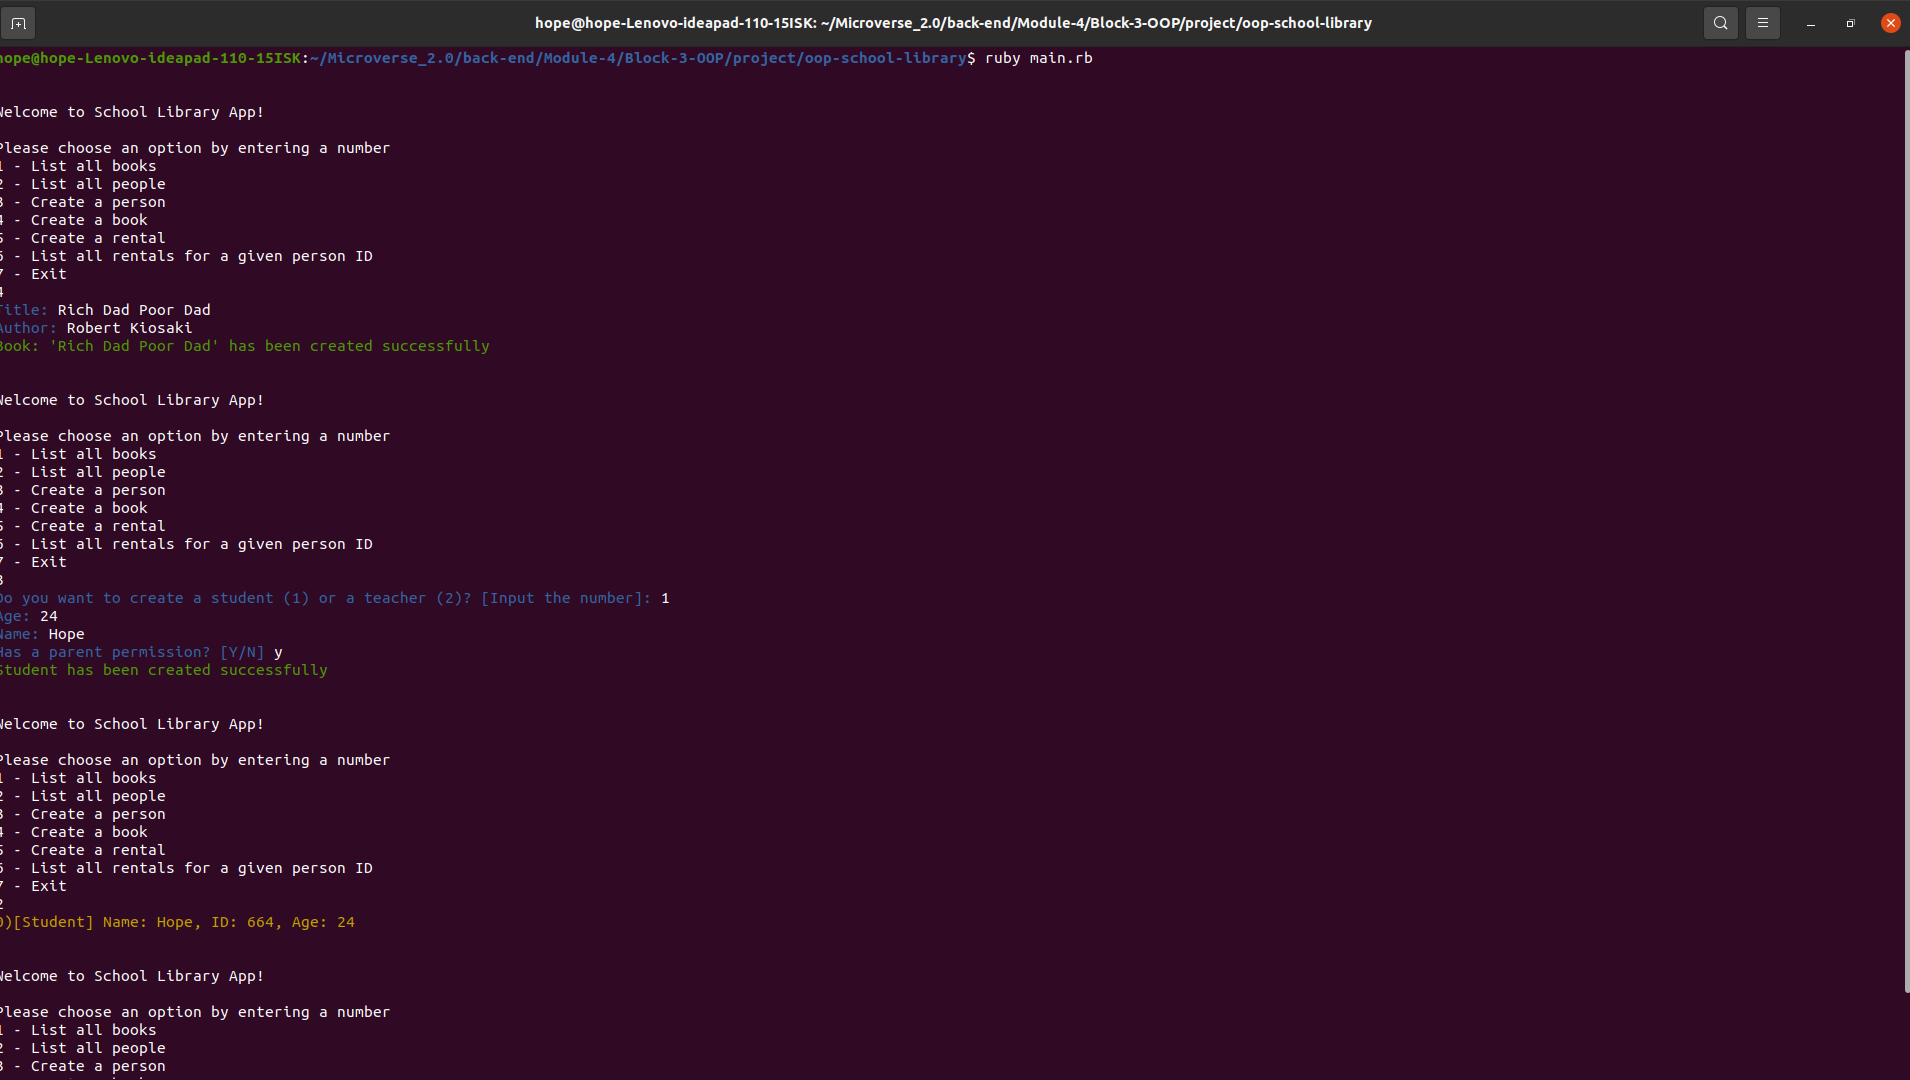 hope@hope-Lenovo-ideapad-110-15ISK: ~/Microverse_2.0/back-end/Module-4/Block-3-OOP/project/oop-school-library
hope@hope-Lenovo-ideapad-110-15ISK:~/Microverse_2.0/back-end/Module-4/Block-3-OOP/project/oop-school-library$ ruby main.rb
Welcome to School Library App!
Please choose an option by entering a number
1 - List all books
2 - List all people
3 - Create a person
4 - Create a book
5 - Create a rental
6 - List all rentals for a given person ID
7 - Exit
4
Title: Rich Dad Poor Dad
Author: Robert Kiosaki
Book: 'Rich Dad Poor Dad' has been created successfully
Welcome to School Library App!
Please choose an option by entering a number
1 - List all books
2 - List all people
3 - Create a person
4 - Create a book
5 - Create a rental
6 - List all rentals for a given person ID
7 - Exit
3
Do you want to create a student (1) or a teacher (2)? [Input the number]: 1
Age: 24
Name: Hope
Has a parent permission? [Y/N] y
Student has been created successfully
Welcome to School Library App!
Please choose an option by entering a number
1 - List all books
2 - List all people
3 - Create a person
4 - Create a book
5 - Create a rental
6 - List all rentals for a given person ID
7 - Exit
2
0)[Student] Name: Hope, ID: 664, Age: 24
Welcome to School Library App!
Please choose an option by entering a number
1 - List all books
2 - List all people
3 - Create a person